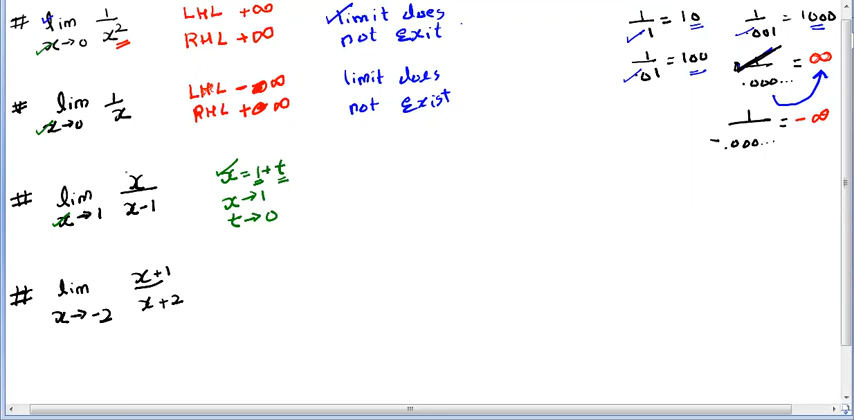 # lim x→0 1/x² LHL +∞ limit does
RHL +∞ not Exit
# lim x→0 1/x LHL -∞ limit does
RHL +∞ not Exist
# lim x→1 x/x-1 x = 1+t
x→1
t→0
# lim x→-2 x+1/x+2
1/.1 = 10 1/.001 = 1000
1/.01 = 100 1/.000... = ∞
1/-.000... = -∞